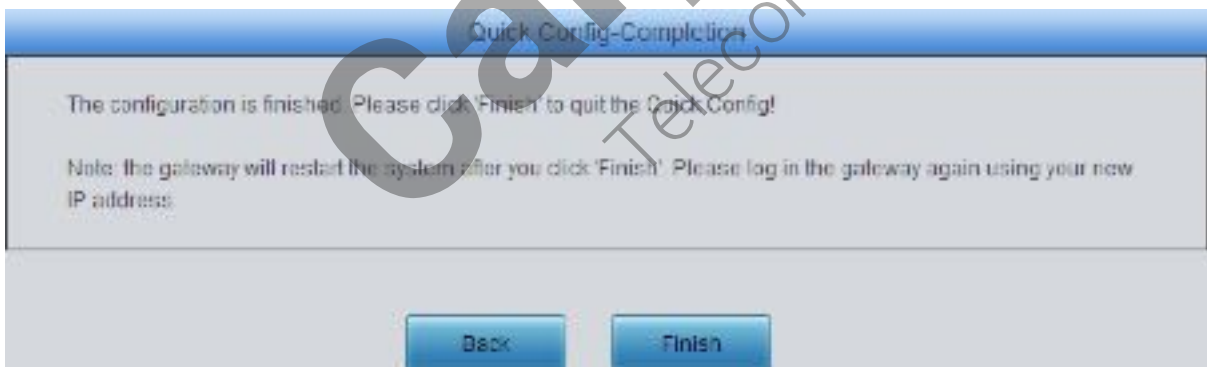 Quick Config-Completion
The configuration is finished. Please click 'Finish' to quit the Quick Config!
Note: the gateway will restart the system after you click 'Finish'. Please log in the gateway again using your new
IP address.
Back
Finish